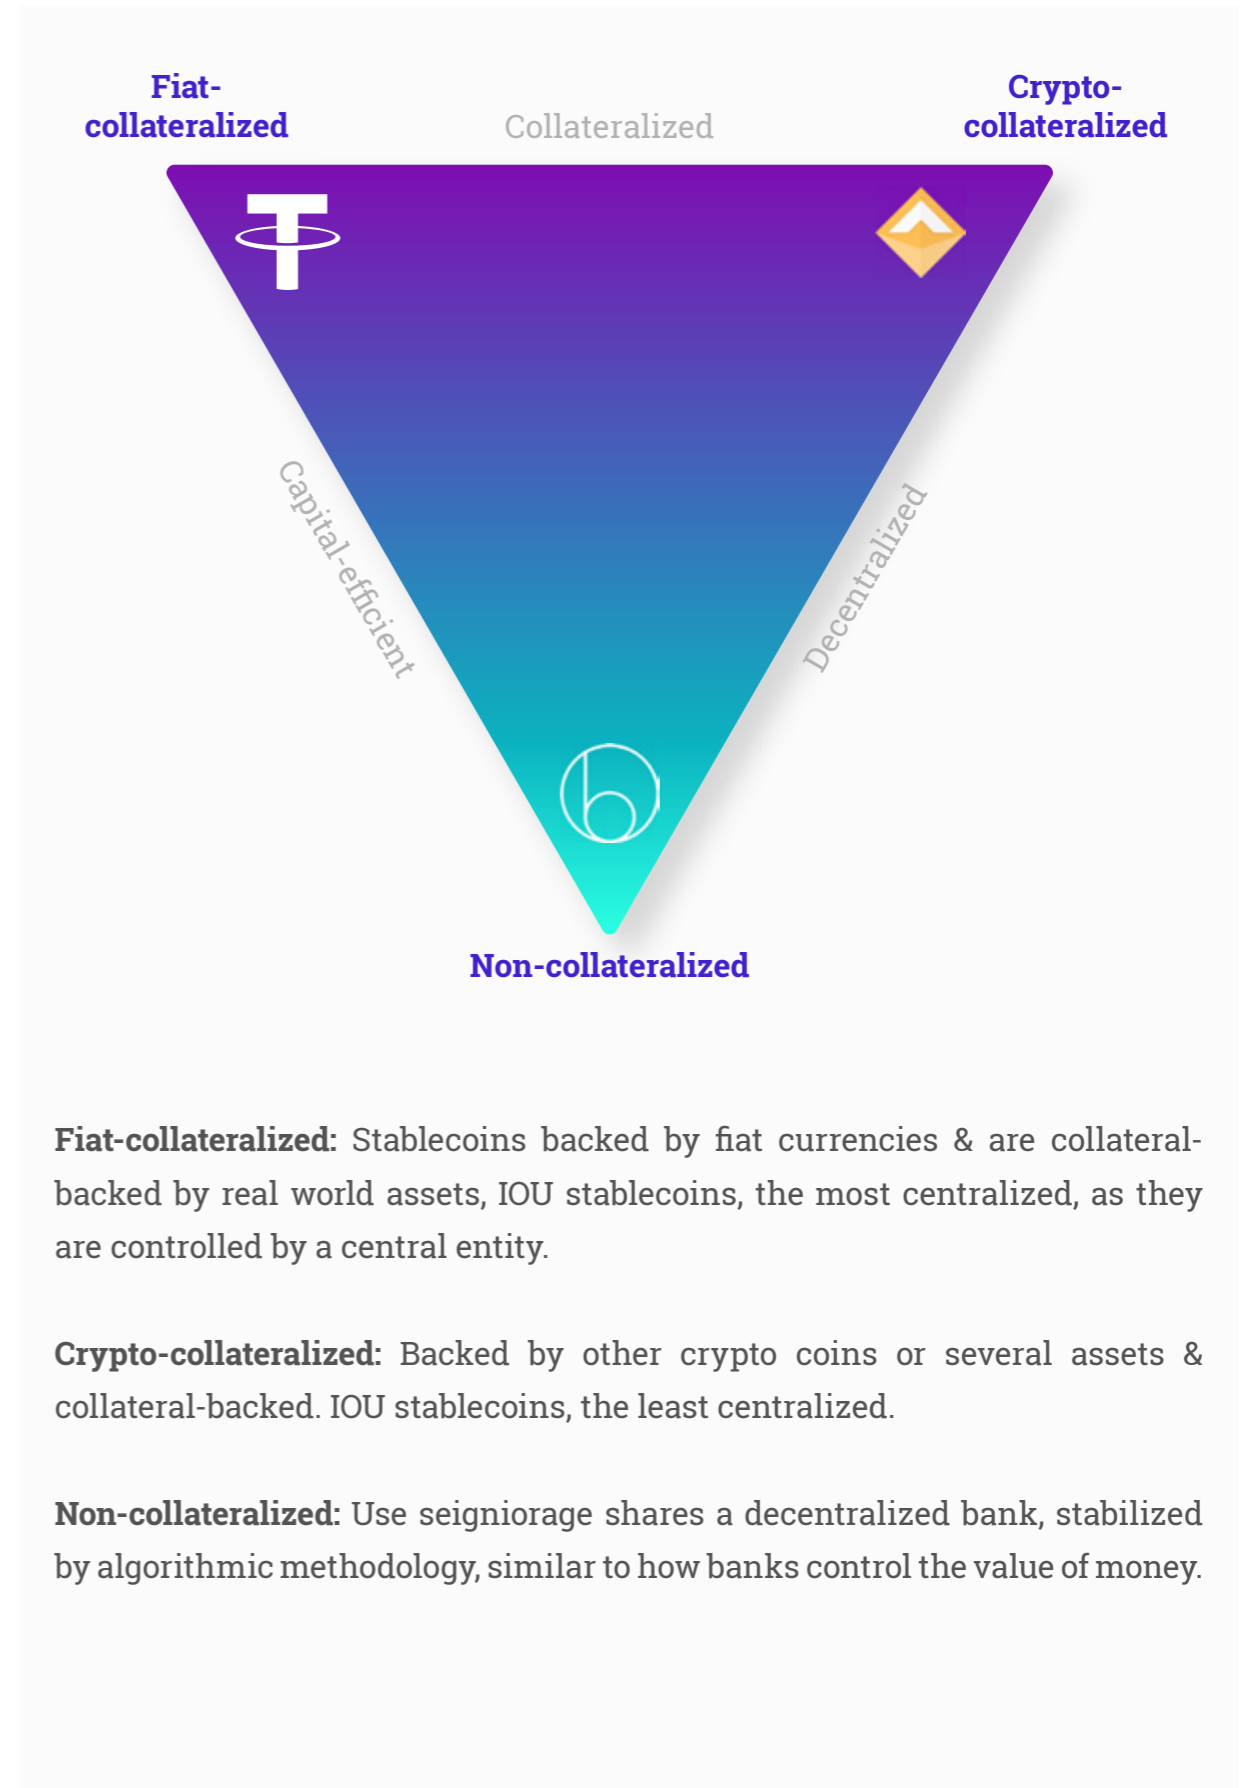 Fiat-
collateralized
Collateralized
Crypto-
collateralized
Capital-efficient
Decentralized
Non-collateralized
Fiat-collateralized: Stablecoins backed by fiat currencies & are collateral-
backed by real world assets, IOU stablecoins, the most centralized, as they
are controlled by a central entity.
Crypto-collateralized: Backed by other crypto coins or several assets &
collateral-backed. IOU stablecoins, the least centralized.
Non-collateralized: Use seigniorage shares a decentralized bank, stabilized
by algorithmic methodology, similar to how banks control the value of money.